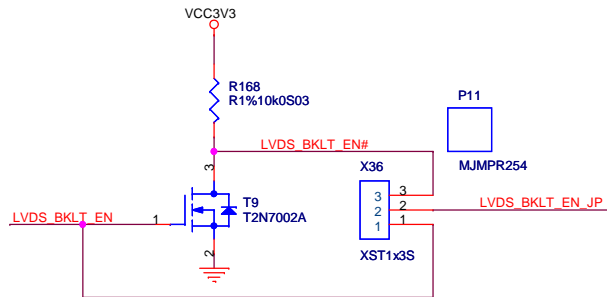 VCC3V3
R168
R1%10k0S03
P11
LVDS_BKLT_EN#
MJMPR254
X36
3
3
3
T9
2
2
LVDS_BKLT_EN_JP
LVDS_BKLT_EN
1
T2N7002A
1
1
2
XST1x3S